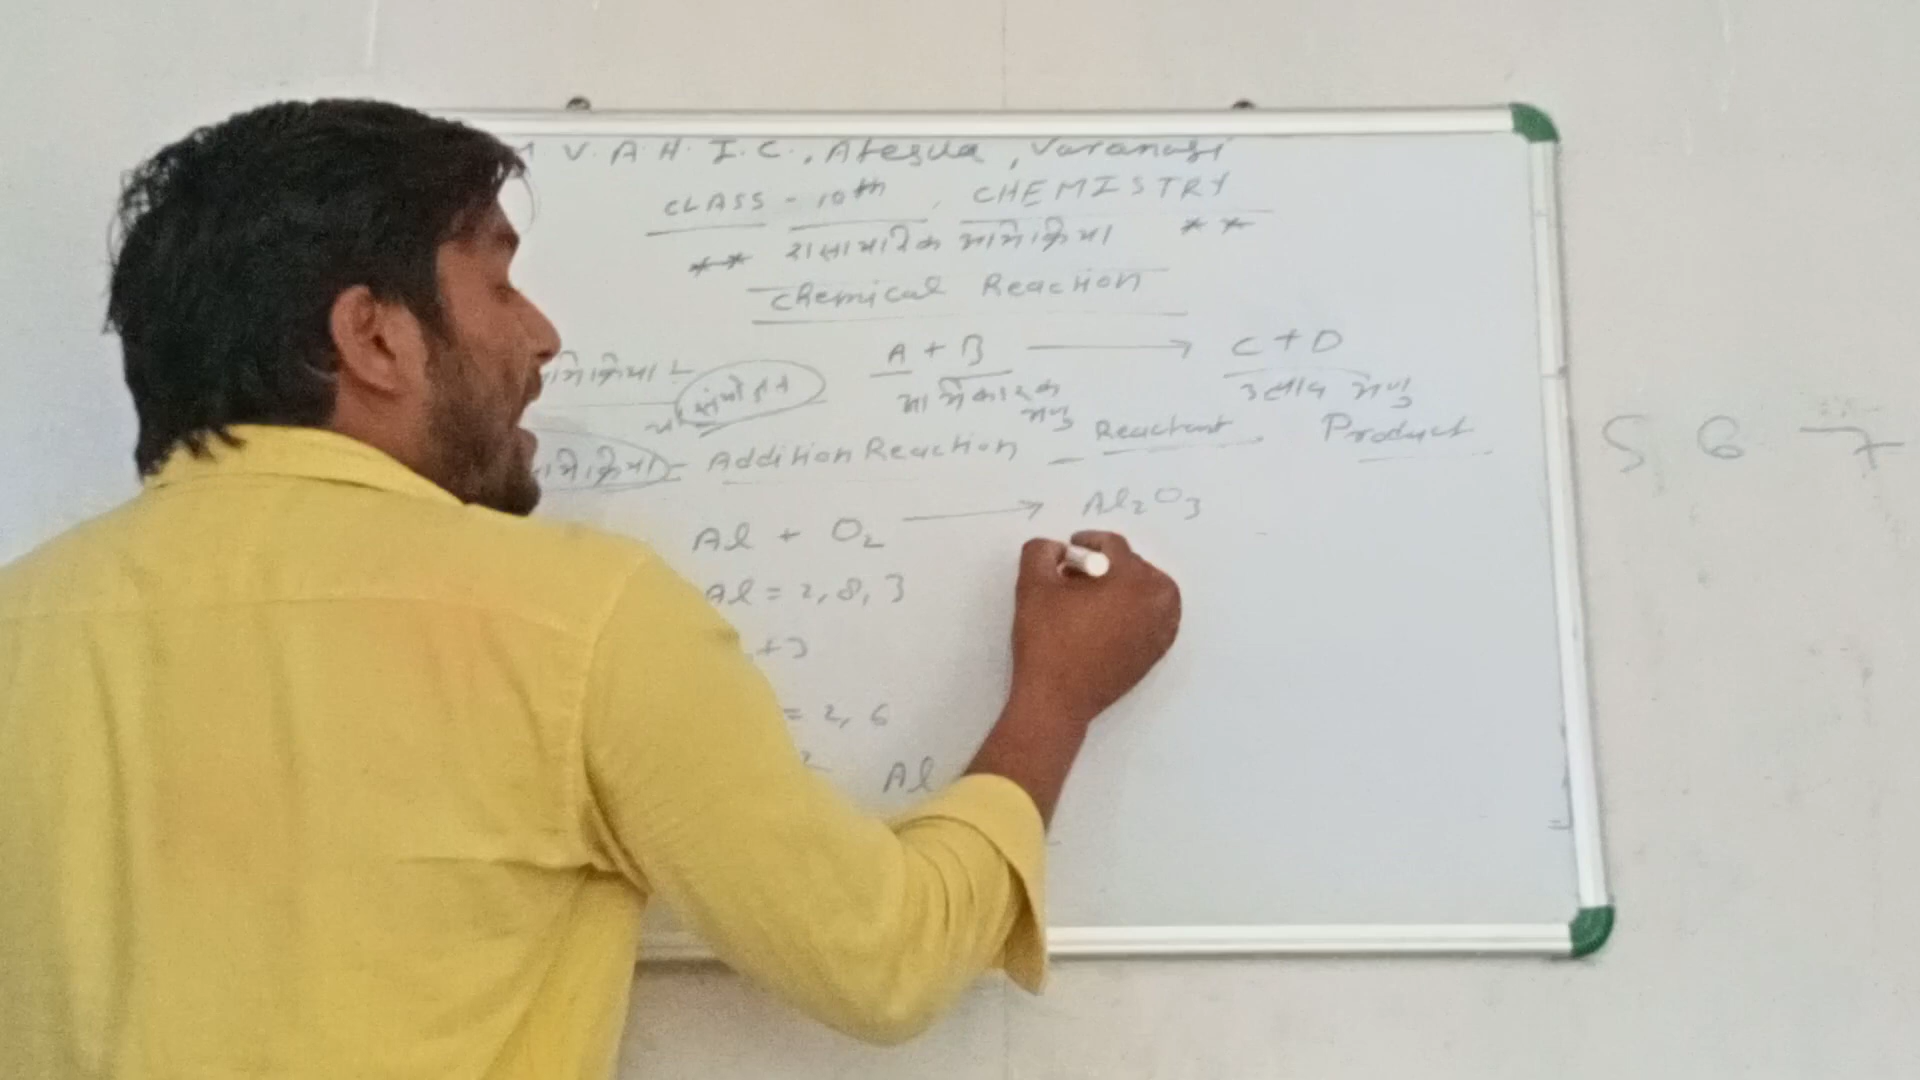 V. A. H. I. C., Atesua, Varanasi
CLASS - 10th, CHEMISTRY
** रासायनिक अभिक्रिया **
Chemical Reaction
A + B ⟶ C + D
अभिकारक अणु उत्पाद अणु
Addition Reaction - Reactant Product
Al + O₂ ⟶ Al₂O₃
Al = 2, 8, 3
+3
= 2, 6
Al
5 6 7